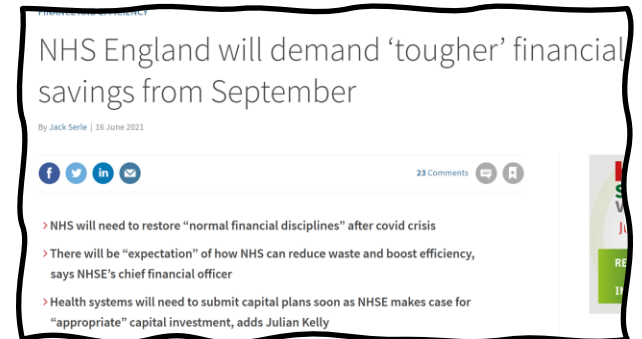 FINANCE AND EFFICIENCY
NHS England will demand ‘tougher’ financial
savings from September
By Jack Serle | 16 June 2021
23 Comments
> NHS will need to restore “normal financial disciplines” after covid crisis
> There will be “expectation” of how NHS can reduce waste and boost efficiency,
says NHSE’s chief financial officer
> Health systems will need to submit capital plans soon as NHSE makes case for
“appropriate” capital investment, adds Julian Kelly